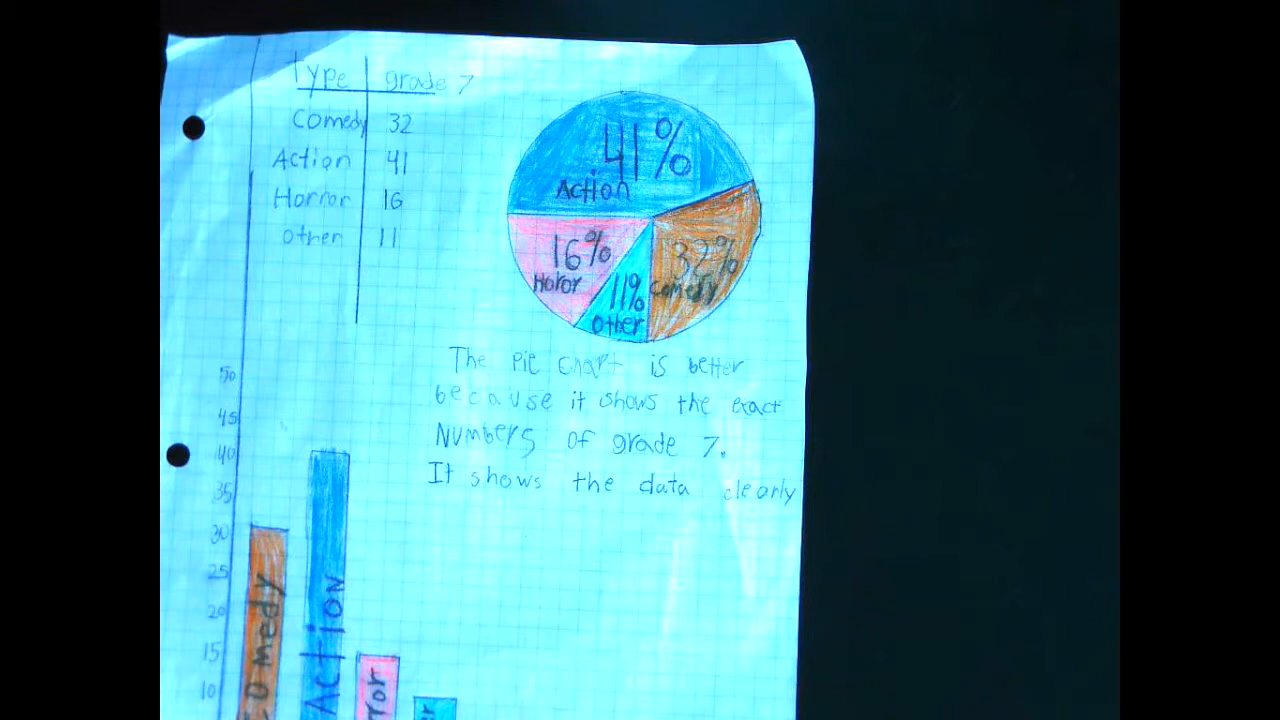 Type grade 7
Comedy 32
Action 41
Horror 16
other 11
41%
Action
16%
Horor
11%
Other
32%
Comedy
The Pie Chart is better
because it shows the exact
Numbers of grade 7.
It shows the data clearly
50
45
40
35
30
25
20
15
10
medy
Action
ror
r